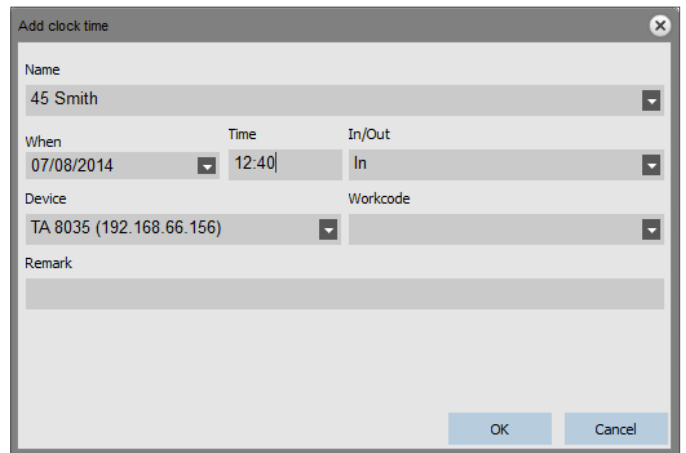 Add clock time
Name
45 Smith
When Time In/Out
07/08/2014 12:40 In
Device Workcode
TA 8035 (192.168.66.156)
Remark
OK Cancel